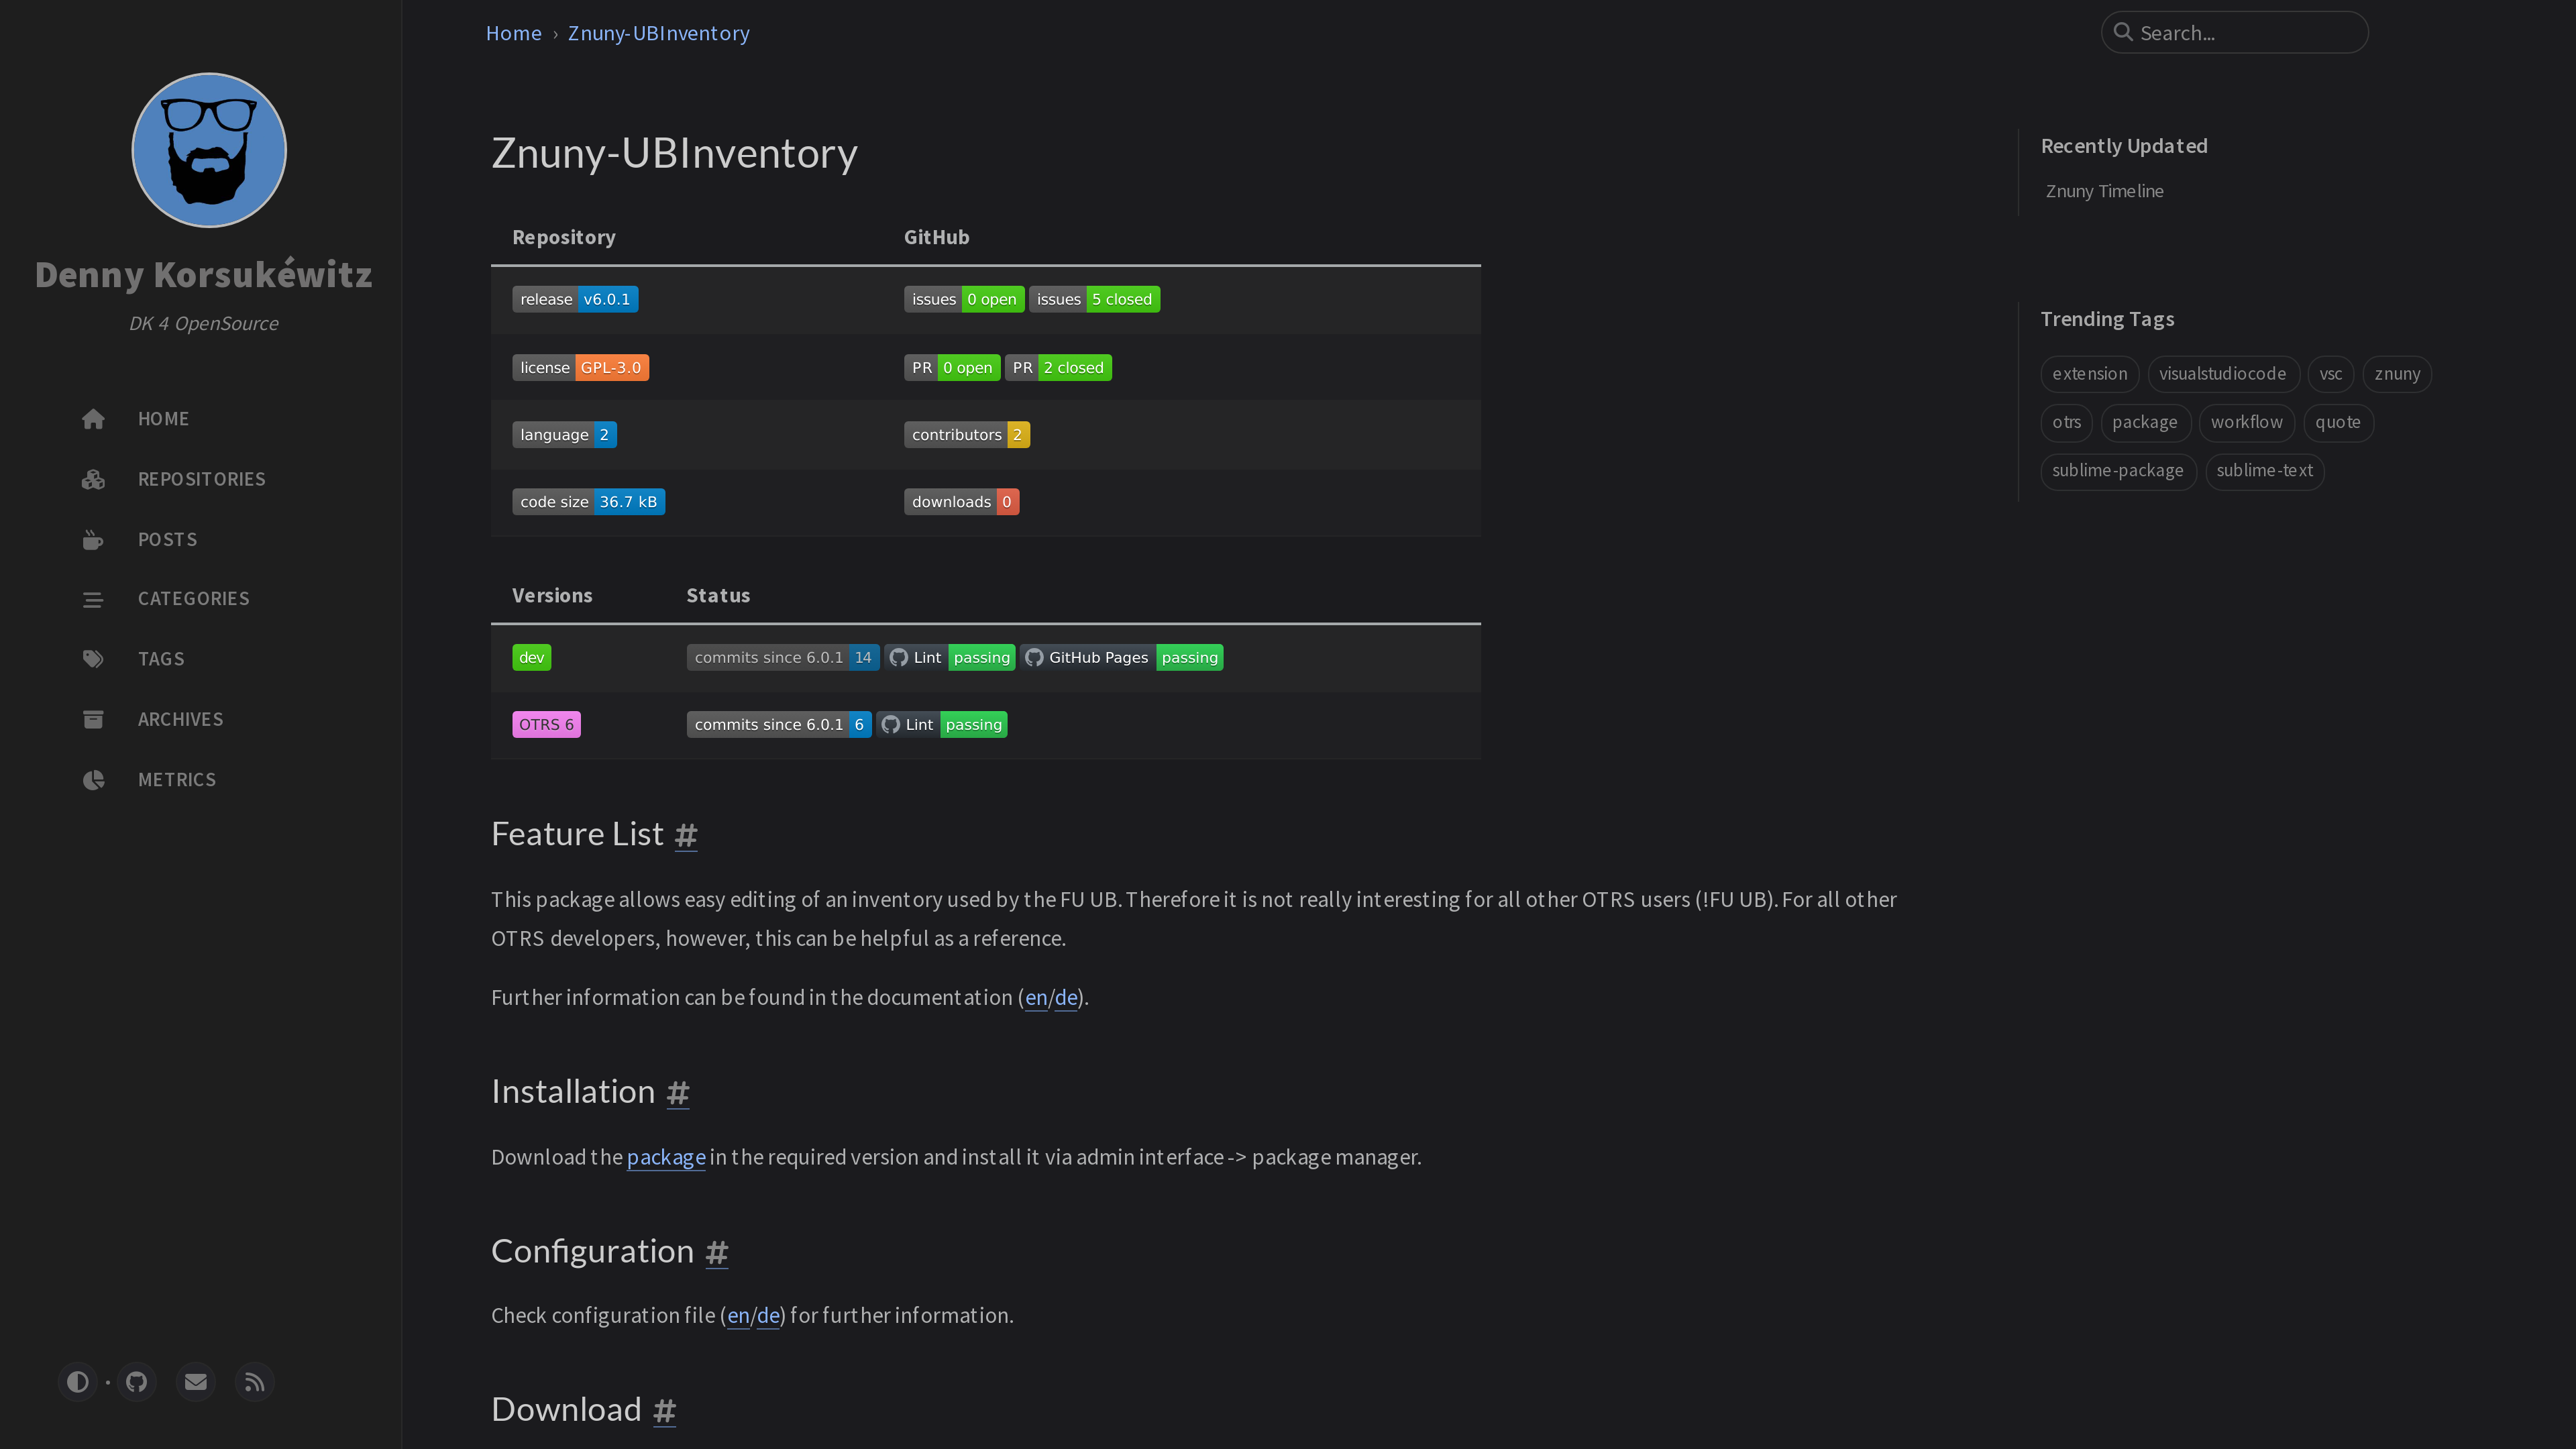 Denny Korsukéwitz
DK 4 OpenSource
HOME
REPOSITORIES
POSTS
CATEGORIES
TAGS
ARCHIVES
METRICS
Home › Znuny-UBInventory
Search...
Znuny-UBInventory
Repository GitHub
release v6.0.1 issues 0 open issues 5 closed
license GPL-3.0 PR 0 open PR 2 closed
language 2 contributors 2
code size 36.7 kB downloads 0
Versions Status
dev commits since 6.0.1 14 Lint passing GitHub Pages passing
OTRS 6 commits since 6.0.1 6 Lint passing
Feature List #
This package allows easy editing of an inventory used by the FU UB. Therefore it is not really interesting for all other OTRS users (!FU UB). For all other
OTRS developers, however, this can be helpful as a reference.
Further information can be found in the documentation (en/de).
Installation #
Download the package in the required version and install it via admin interface -> package manager.
Configuration #
Check configuration file (en/de) for further information.
Download #
Recently Updated
Znuny Timeline
Trending Tags
extension visualstudiocode vsc znuny
otrs package workflow quote
sublime-package sublime-text